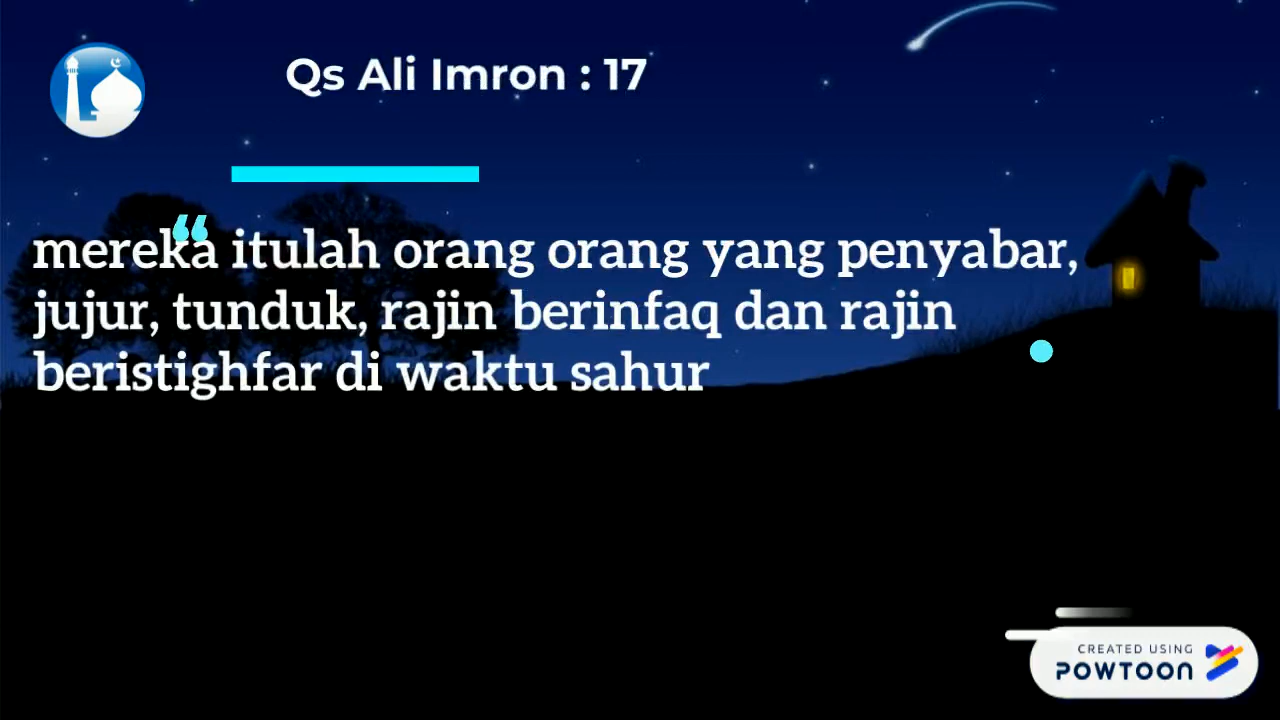 Qs Ali Imron : 17
“
mereka itulah orang orang yang penyabar,
jujur, tunduk, rajin berinfaq dan rajin
beristighfar di waktu sahur
CREATED USING
POWTOON